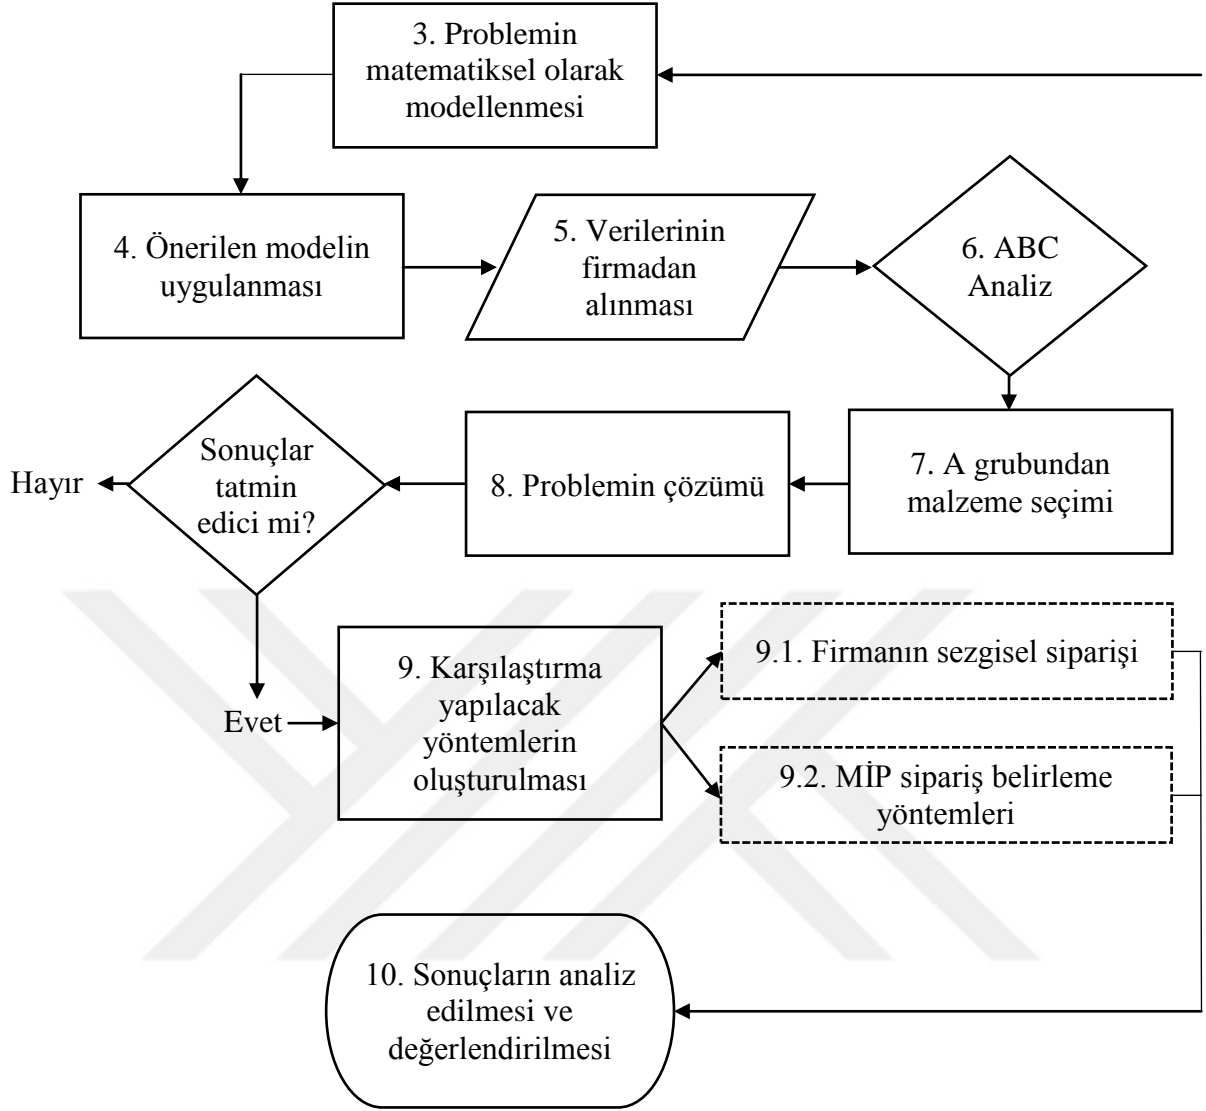 3. Problemin
matematiksel olarak
modellenmesi
4. Önerilen modelin
uygulanması
5. Verilerinin
firmadan
alınması
6. ABC
Analiz
7. A grubundan
malzeme seçimi
8. Problemin çözümü
Sonuçlar
tatmin
edici mi?
Hayır
Evet
9. Karşılaştırma
yapılacak
yöntemlerin
oluşturulması
9.1. Firmanın sezgisel siparişi
9.2. MİP sipariş belirleme
yöntemleri
10. Sonuçların analiz
edilmesi ve
değerlendirilmesi